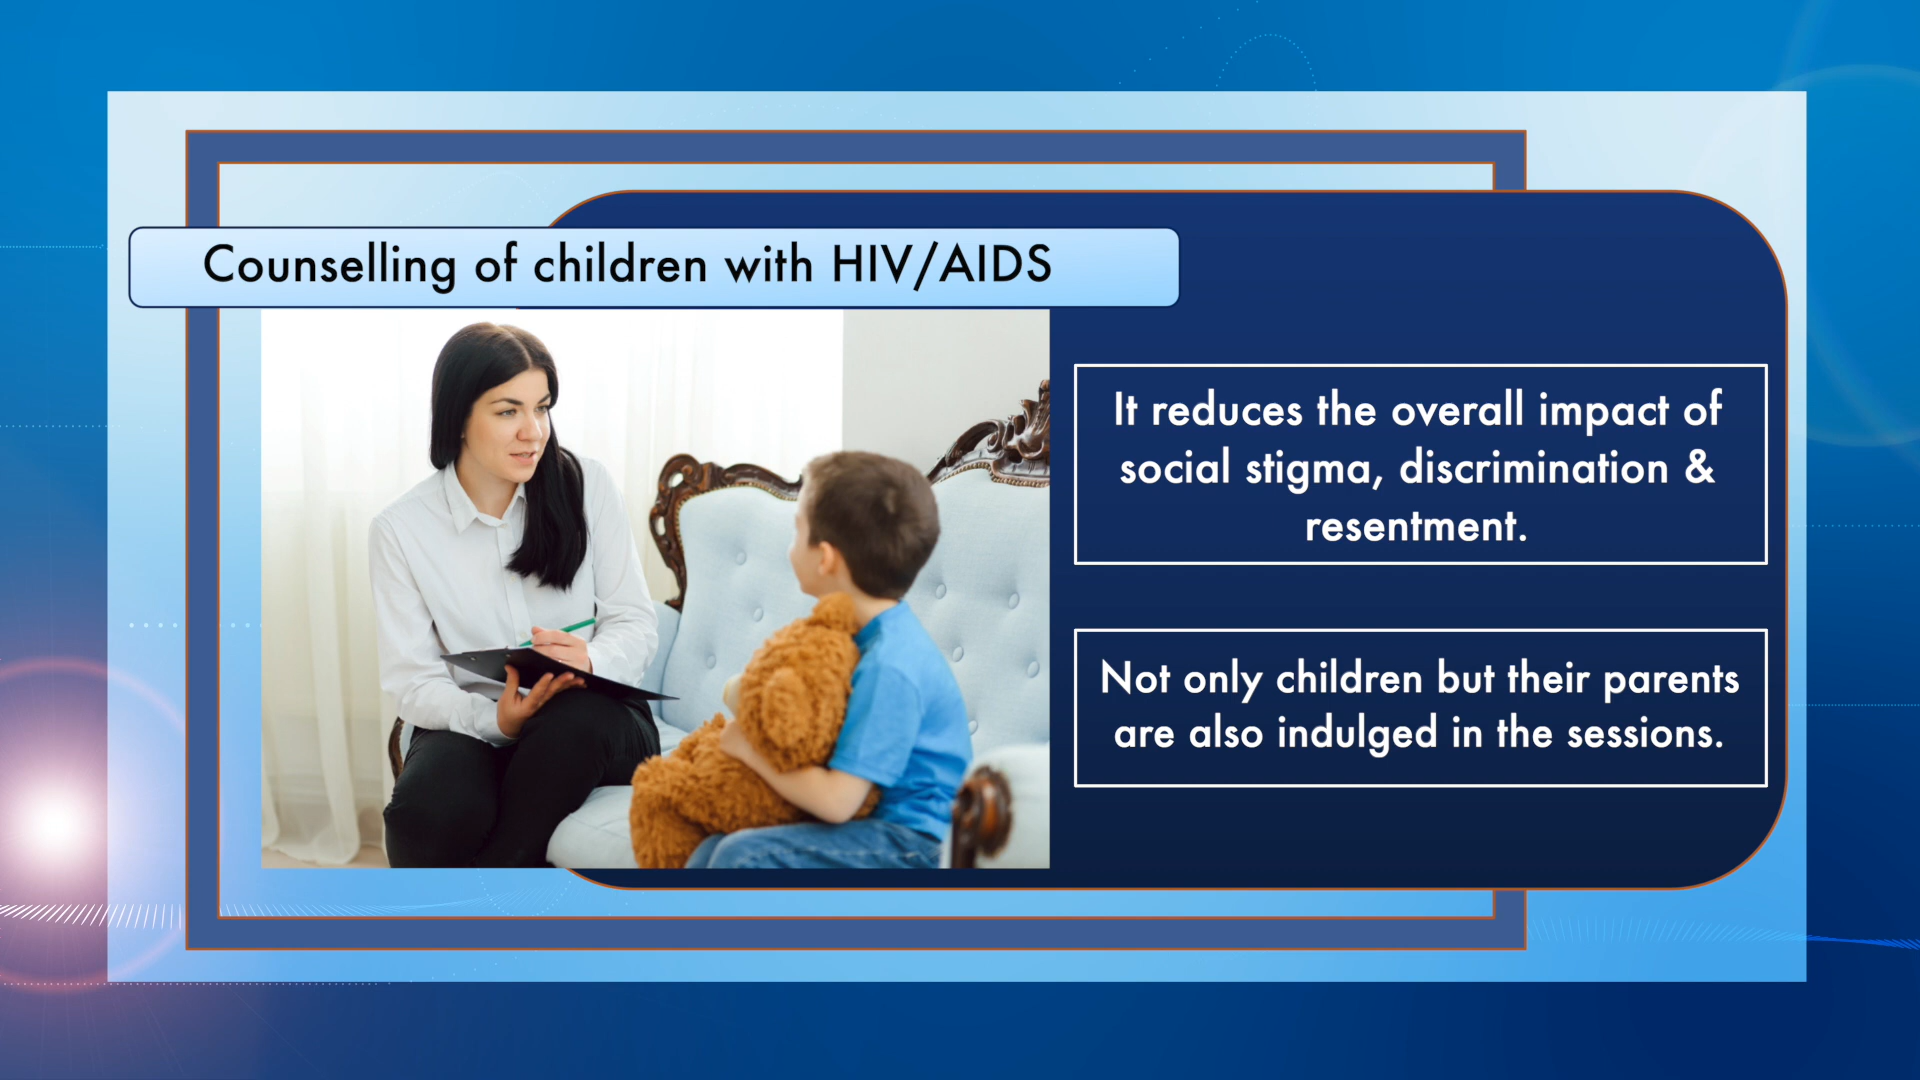 Counselling of children with HIV/AIDS
It reduces the overall impact of
social stigma, discrimination &
resentment.
Not only children but their parents
are also indulged in the sessions.